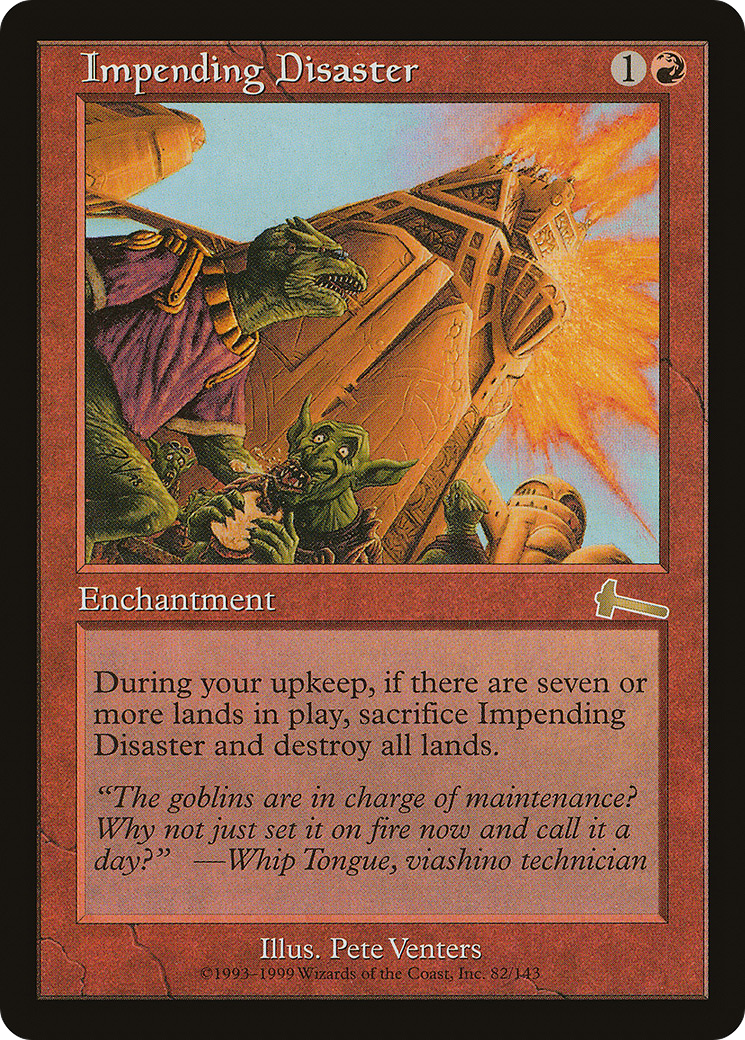 Impending Disaster 1
Enchantment
During your upkeep, if there are seven or
more lands in play, sacrifice Impending
Disaster and destroy all lands.
“The goblins are in charge of maintenance?
Why not just set it on fire now and call it a
day?” —Whip Tongue, viashino technician
Illus. Pete Venters
©1993–1999 Wizards of the Coast, Inc. 82/143